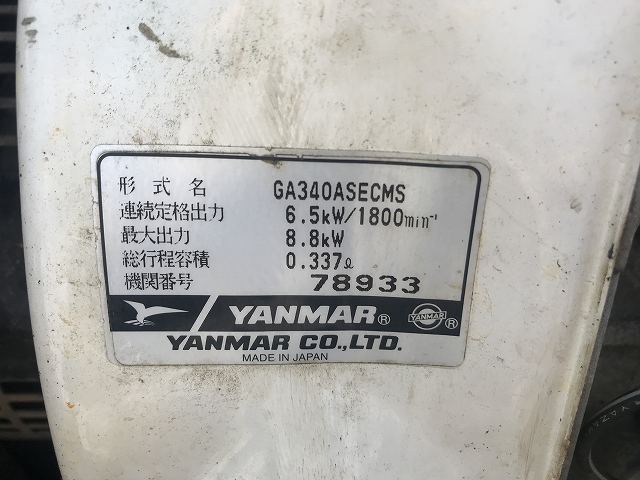 形式名 GA340ASECMS
連続定格出力 6.5kW/1800min⁻¹
最大出力 8.8kW
総行程容積 0.337ℓ
機関番号 78933
YANMAR® YANMAR ®
YANMAR CO.,LTD.
MADE IN JAPAN